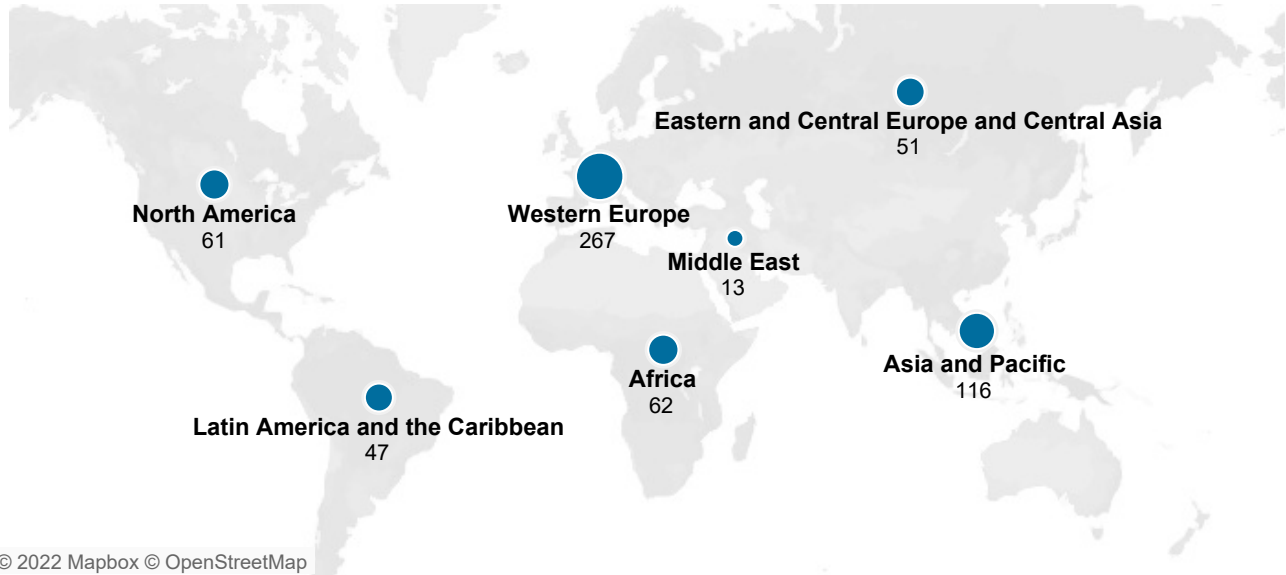 Eastern and Central Europe and Central Asia
51
North America
61
Western Europe
267
Middle East
13
Asia and Pacific
116
Africa
62
Latin America and the Caribbean
47
© 2022 Mapbox © OpenStreetMap